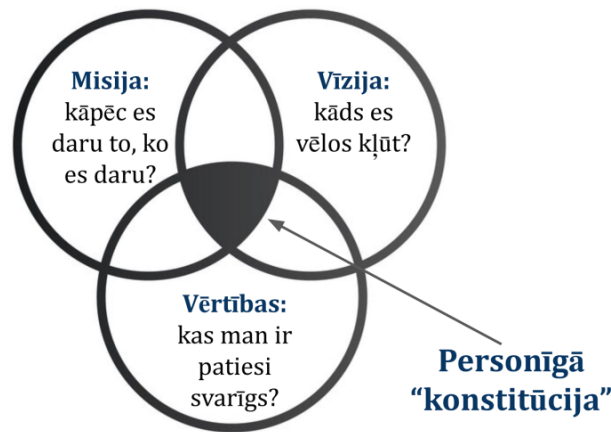 Misija:
kāpēc es
daru to, ko
es daru?
Vīzija:
kāds es
vēlos kļūt?
Vērtības:
kas man ir
patiesi
svarīgs?
Personīgā
“konstitūcija”